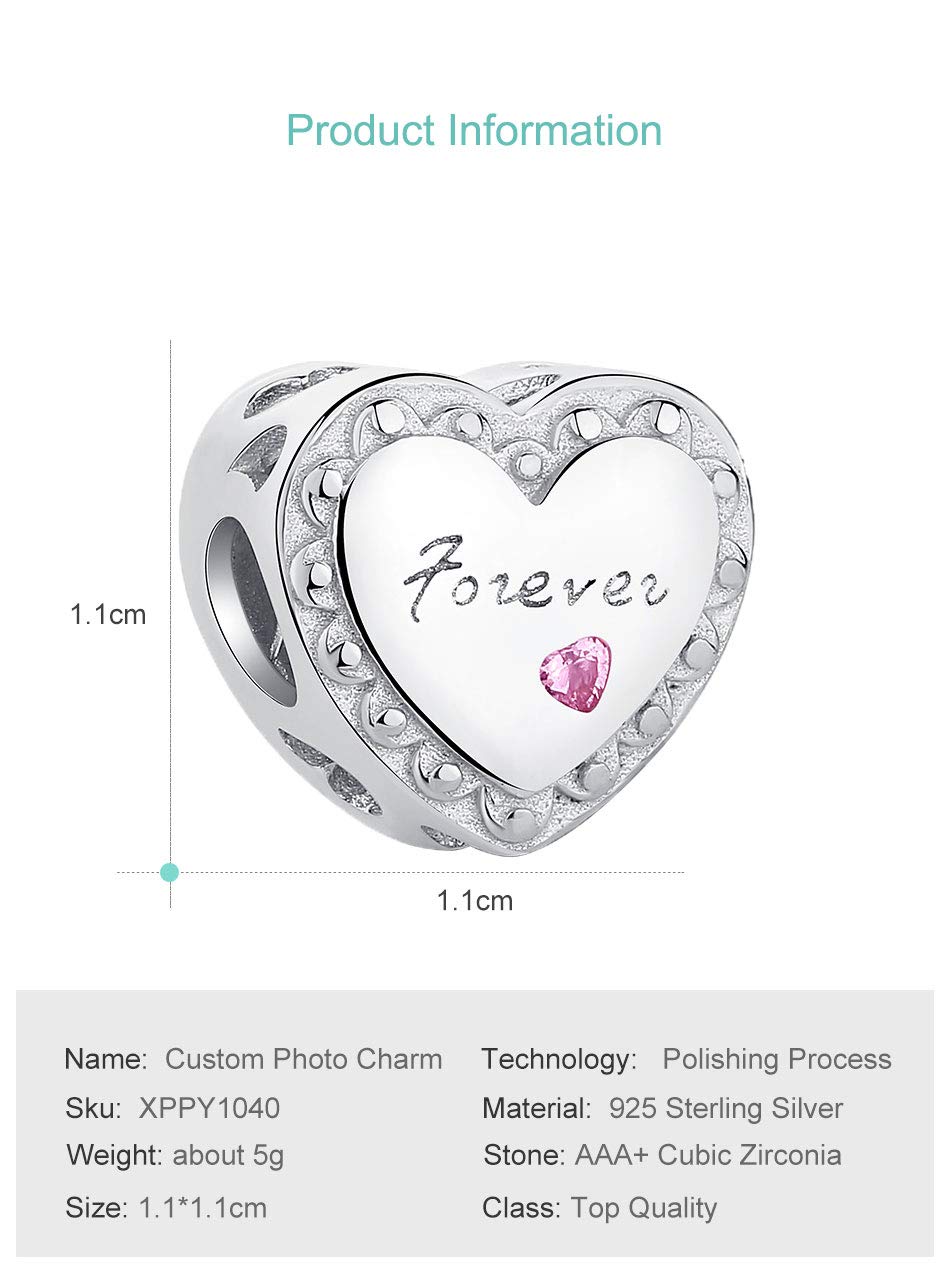 Product Information
Forever
1.1cm
1.1cm
Name: Custom Photo Charm
Technology: Polishing Process
Sku: XPPY1040
Material: 925 Sterling Silver
Weight: about 5g
Stone: AAA+ Cubic Zirconia
Size: 1.1*1.1cm
Class: Top Quality